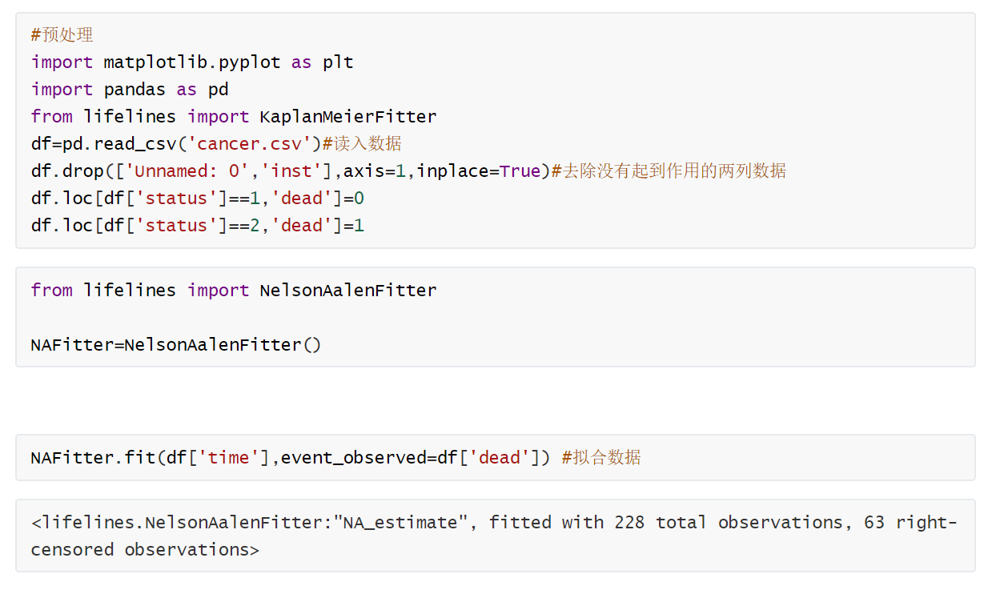 #预处理
import matplotlib.pyplot as plt
import pandas as pd
from lifelines import KaplanMeierFitter
df=pd.read_csv('cancer.csv')#读入数据
df.drop(['Unnamed: 0','inst'],axis=1,inplace=True)#去除没有起到作用的两列数据
df.loc[df['status']==1,'dead']=0
df.loc[df['status']==2,'dead']=1
from lifelines import NelsonAalenFitter
NAFitter=NelsonAalenFitter()
NAFitter.fit(df['time'],event_observed=df['dead']) #拟合数据
<lifelines.NelsonAalenFitter:"NA_estimate", fitted with 228 total observations, 63 right-
censored observations>